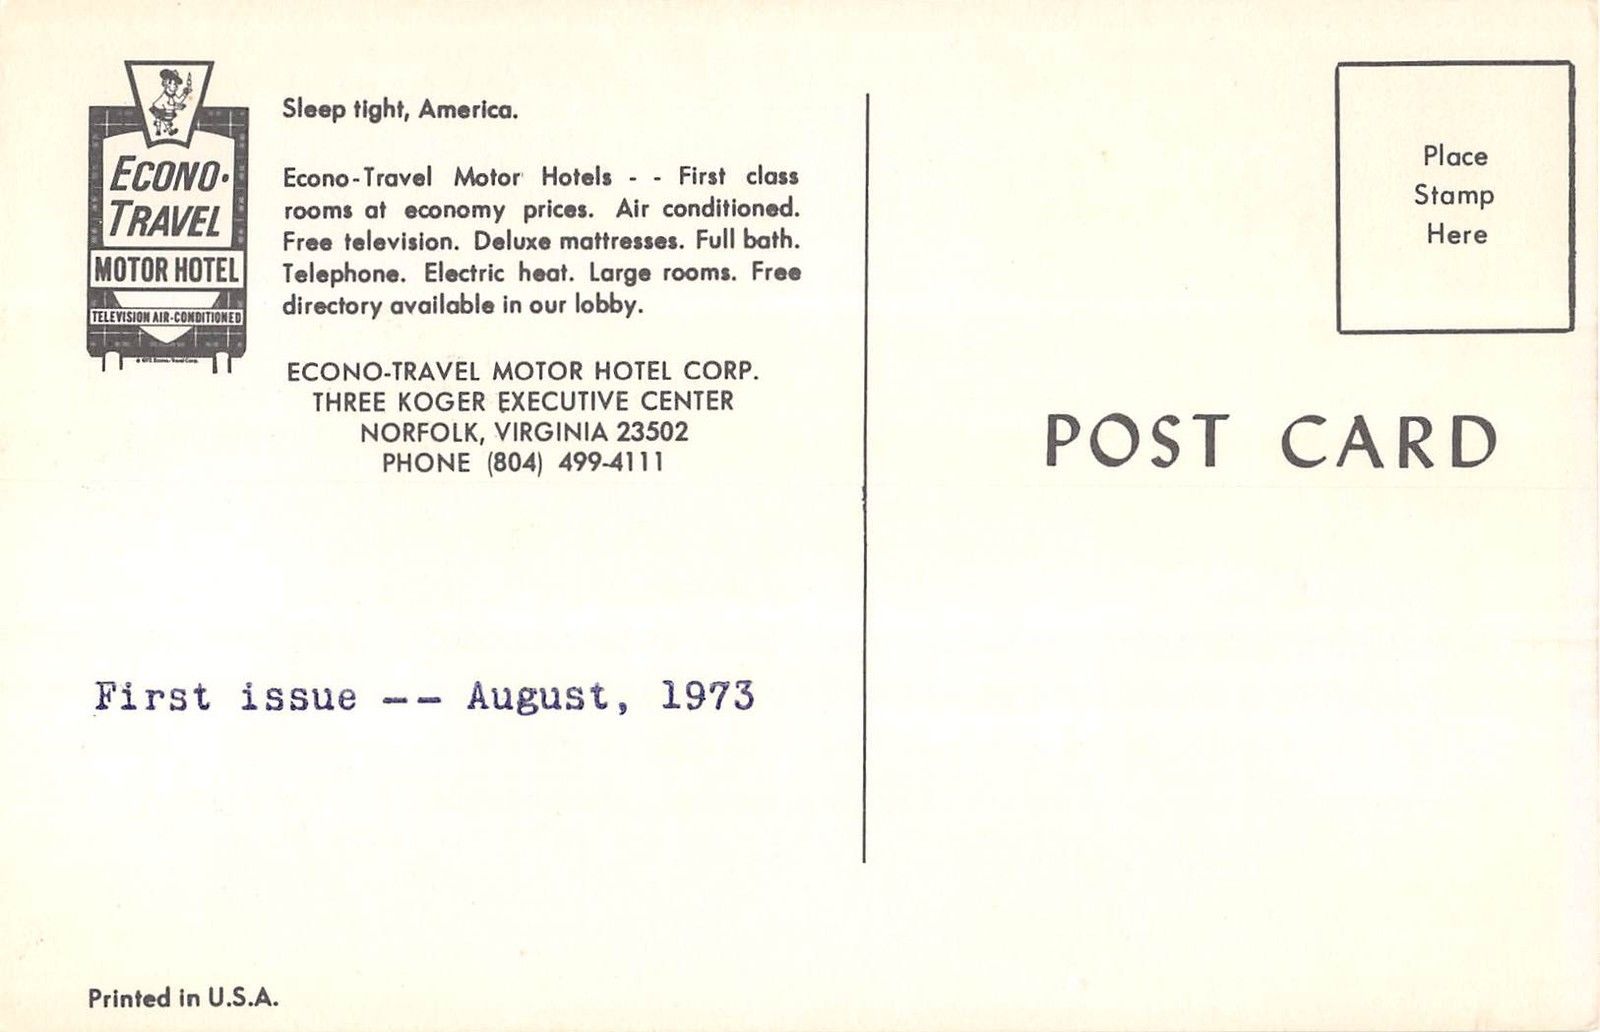 Sleep tight, America.
ECONO-
TRAVEL
MOTOR HOTEL
TELEVISION AIR-CONDITIONED
Econo-Travel Motor Hotels - - First class
rooms at economy prices. Air conditioned.
Free television. Deluxe mattresses. Full bath.
Telephone. Electric heat. Large rooms. Free
directory available in our lobby.
ECONO-TRAVEL MOTOR HOTEL CORP.
THREE KOGER EXECUTIVE CENTER
NORFOLK, VIRGINIA 23502
PHONE (804) 499-4111
First issue -- August, 1973
Printed in U.S.A.
Place
Stamp
Here
POST CARD